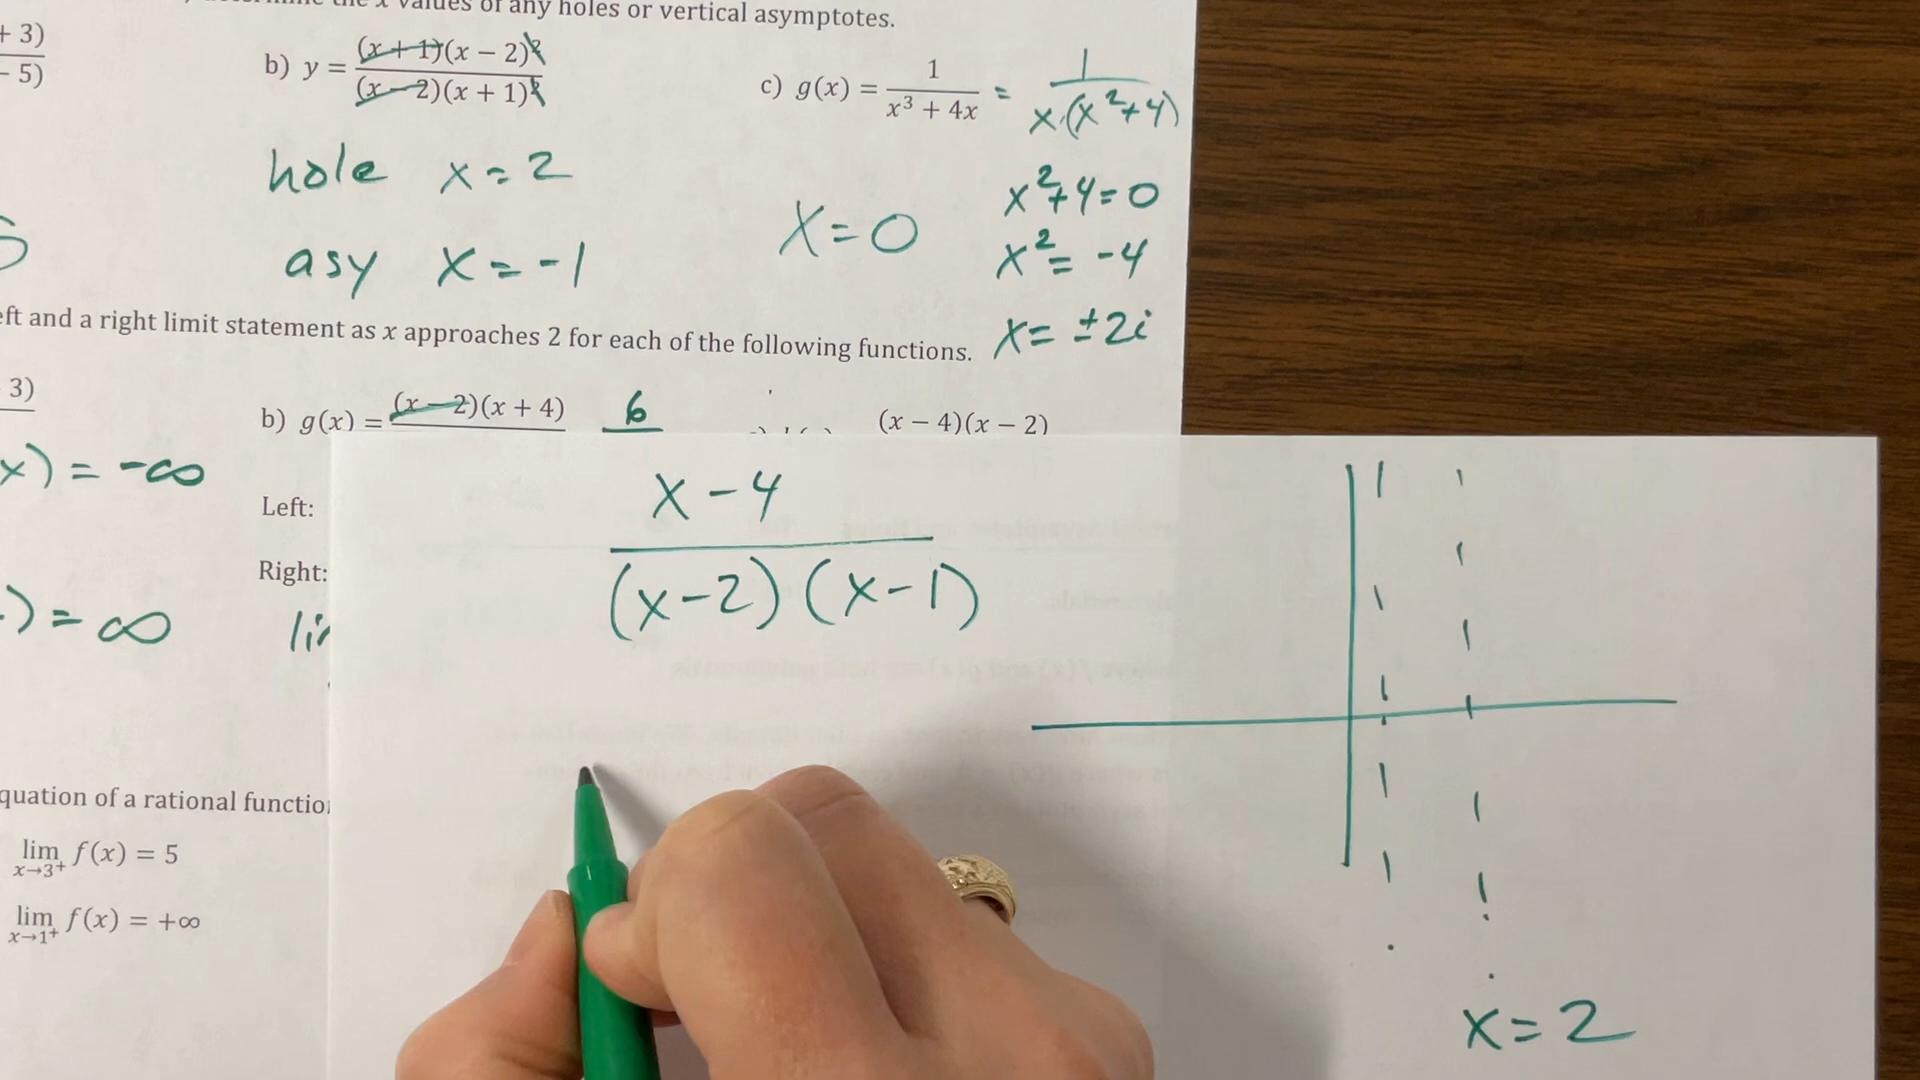 the x values of any holes or vertical asymptotes.
+ 3)
- 5)
b) y = (x + 1)(x - 2)²
(x - 2)(x + 1)²
c) g(x) = 1 = 1
x³ + 4x x·(x²+4)
hole x = 2
asy x = -1
X = 0
x²+4=0
x² = -4
x = ±2i
and a right limit statement as x approaches 2 for each of the following functions.
3)
x) = -∞
) = ∞
b) g(x) = (x - 2)(x + 4) 6
(x - 4)(x - 2)
Left:
Right:
x - 4
(x-2)(x-1)
x = 2
of a rational
lim x→3⁺ f(x) = 5
lim x→1⁺ f(x) = +∞